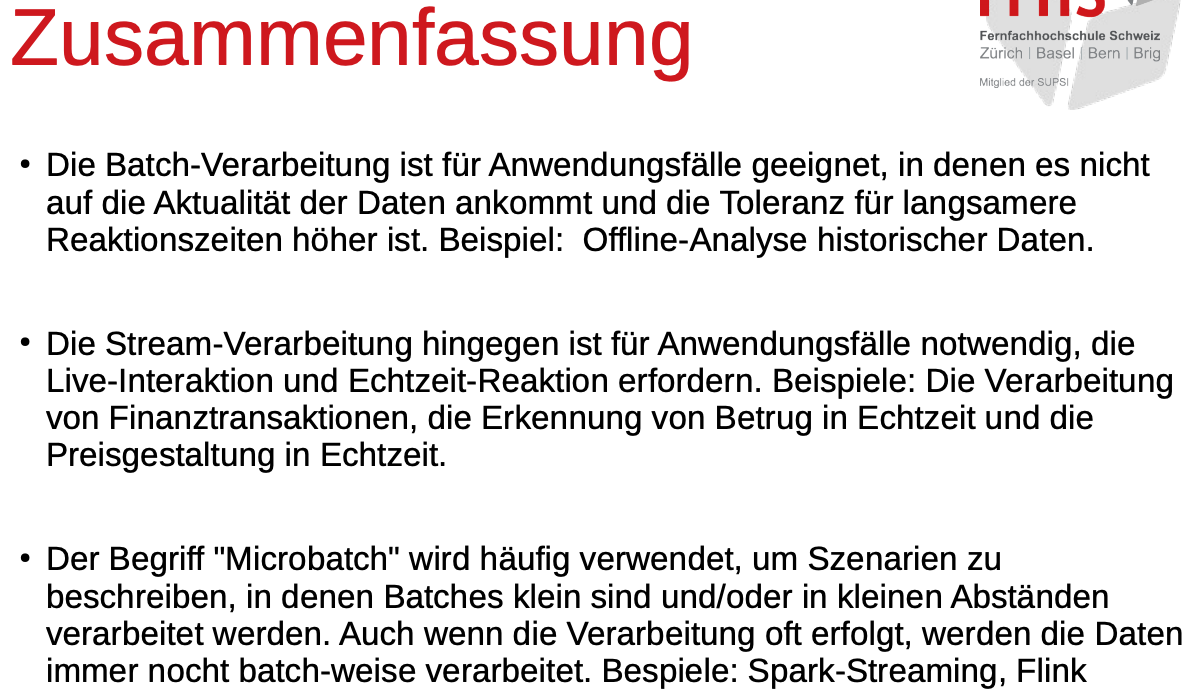 Zusammenfassung
Fernfachhochschule Schweiz
Zürich | Basel | Bern | Brig
Mitglied der SUPSI
• Die Batch-Verarbeitung ist für Anwendungsfälle geeignet, in denen es nicht
auf die Aktualität der Daten ankommt und die Toleranz für langsamere
Reaktionszeiten höher ist. Beispiel:  Offline-Analyse historischer Daten.
• Die Stream-Verarbeitung hingegen ist für Anwendungsfälle notwendig, die
Live-Interaktion und Echtzeit-Reaktion erfordern. Beispiele: Die Verarbeitung
von Finanztransaktionen, die Erkennung von Betrug in Echtzeit und die
Preisgestaltung in Echtzeit.
• Der Begriff "Microbatch" wird häufig verwendet, um Szenarien zu
beschreiben, in denen Batches klein sind und/oder in kleinen Abständen
verarbeitet werden. Auch wenn die Verarbeitung oft erfolgt, werden die Daten
immer nocht batch-weise verarbeitet. Bespiele: Spark-Streaming, Flink